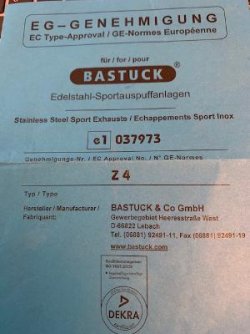 EG-GENEHMIGUNG
EC Type-Approval / GE-Normes Européenne
für / for / pour
BASTUCK®
Edelstahl-Sportauspuffanlagen
Stainless Steel Sport Exhausts / Echappements Sport Inox
e1 037973
Genehmigungs-Nr. / EC Approval No. / N° GE-Normes
Z4
Typ / Type
Hersteller / Manufacturer / Fabriquant:
BASTUCK & Co GmbH
Gewerbegebiet Heeresstraße West
D-66822 Lebach
Tel. (06881) 92491-11, Fax (06881) 92491-19
www.bastuck.com
DEKRA